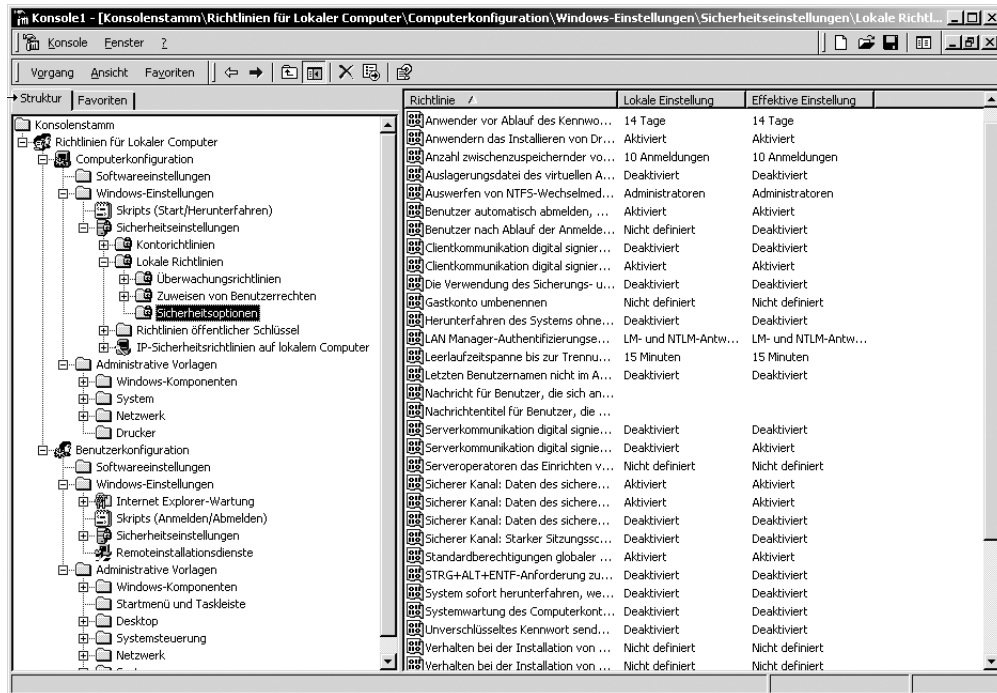 Konsole1 - [Konsolenstamm\Richtlinien für Lokaler Computer\Computerkonfiguration\Windows-Einstellungen\Sicherheitseinstellungen\Lokale Richtl...
Konsole Fenster ?
Vorgang Ansicht Favoriten
Struktur Favoriten
Konsolenstamm
Richtlinien für Lokaler Computer
Computerkonfiguration
Softwareeinstellungen
Windows-Einstellungen
Skripts (Start/Herunterfahren)
Sicherheitseinstellungen
Kontorichtlinien
Lokale Richtlinien
Überwachungsrichtlinien
Zuweisen von Benutzerrechten
Sicherheitsoptionen
Richtlinien öffentlicher Schlüssel
IP-Sicherheitsrichtlinien auf lokalem Computer
Administrative Vorlagen
Windows-Komponenten
System
Netzwerk
Drucker
Benutzerkonfiguration
Softwareeinstellungen
Windows-Einstellungen
Internet Explorer-Wartung
Skripts (Anmelden/Abmelden)
Sicherheitseinstellungen
Remoteinstallationsdienste
Administrative Vorlagen
Windows-Komponenten
Startmenü und Taskleiste
Desktop
Systemsteuerung
Netzwerk
Richtlinie Lokale Einstellung Effektive Einstellung
Anwender vor Ablauf des Kennwo... 14 Tage 14 Tage
Anwendern das Installieren von Dr... Aktiviert Aktiviert
Anzahl zwischenzuspeichernder vo... 10 Anmeldungen 10 Anmeldungen
Auslagerungsdatei des virtuellen A... Deaktiviert Deaktiviert
Auswerfen von NTFS-Wechselmed... Administratoren Administratoren
Benutzer automatisch abmelden, ... Aktiviert Aktiviert
Benutzer nach Ablauf der Anmelde... Nicht definiert Deaktiviert
Clientkommunikation digital signier... Deaktiviert Deaktiviert
Clientkommunikation digital signier... Aktiviert Aktiviert
Die Verwendung des Sicherungs- u... Deaktiviert Deaktiviert
Gastkonto umbenennen Nicht definiert Nicht definiert
Herunterfahren des Systems ohne... Deaktiviert Deaktiviert
LAN Manager-Authentifizierungse... LM- und NTLM-Antw... LM- und NTLM-Antw...
Leerlaufzeitspanne bis zur Trennu... 15 Minuten 15 Minuten
Letzten Benutzernamen nicht im A... Deaktiviert Deaktiviert
Nachricht für Benutzer, die sich an...
Nachrichtentitel für Benutzer, die ...
Serverkommunikation digital signie... Deaktiviert Deaktiviert
Serverkommunikation digital signie... Deaktiviert Aktiviert
Serveroperatoren das Einrichten v... Nicht definiert Nicht definiert
Sicherer Kanal: Daten des sichere... Aktiviert Aktiviert
Sicherer Kanal: Daten des sichere... Aktiviert Aktiviert
Sicherer Kanal: Daten des sichere... Deaktiviert Deaktiviert
Sicherer Kanal: Starker Sitzungssc... Deaktiviert Deaktiviert
Standardberechtigungen globaler ... Aktiviert Aktiviert
STRG+ALT+ENTF-Anforderung zu... Deaktiviert Deaktiviert
System sofort herunterfahren, we... Deaktiviert Deaktiviert
Systemwartung des Computerkont... Deaktiviert Deaktiviert
Unverschlüsseltes Kennwort send... Deaktiviert Deaktiviert
Verhalten bei der Installation von ... Nicht definiert Nicht definiert
Verhalten bei der Installation von ... Nicht definiert Nicht definiert